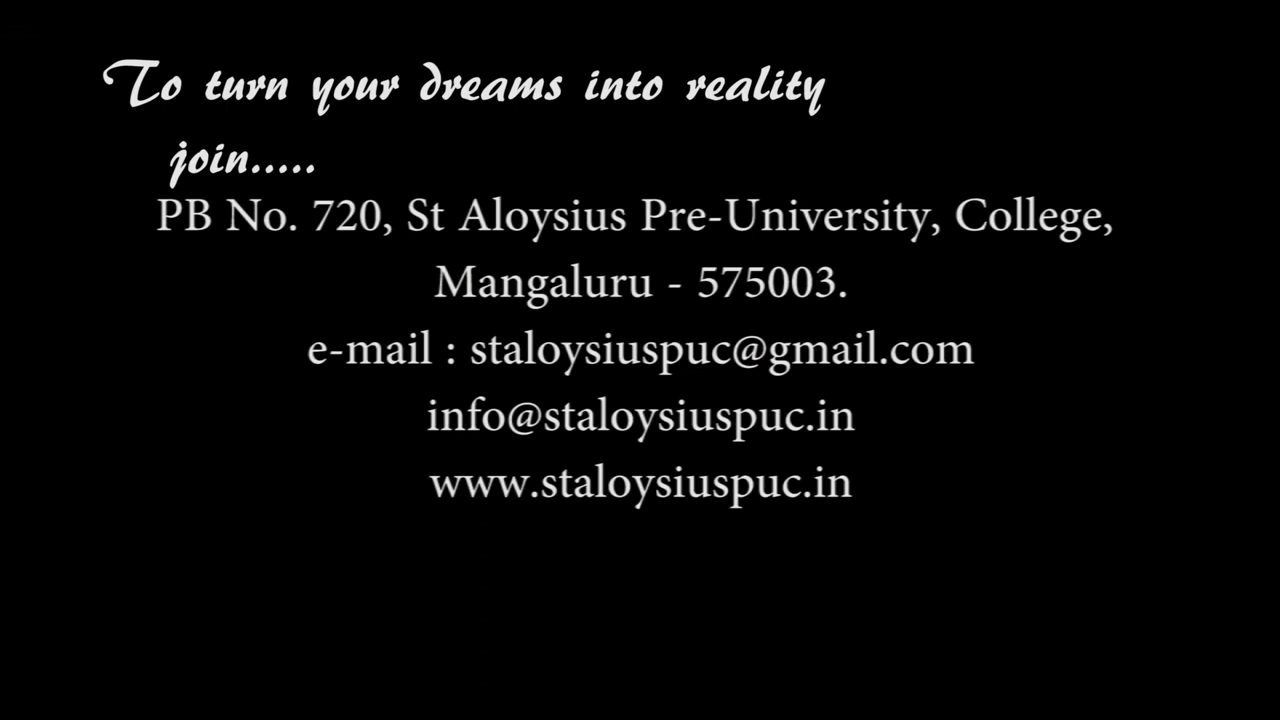 To turn your dreams into reality
join.....
PB No. 720, St Aloysius Pre-University, College,
Mangaluru - 575003.
e-mail : staloysiuspuc@gmail.com
info@staloysiuspuc.in
www.staloysiuspuc.in